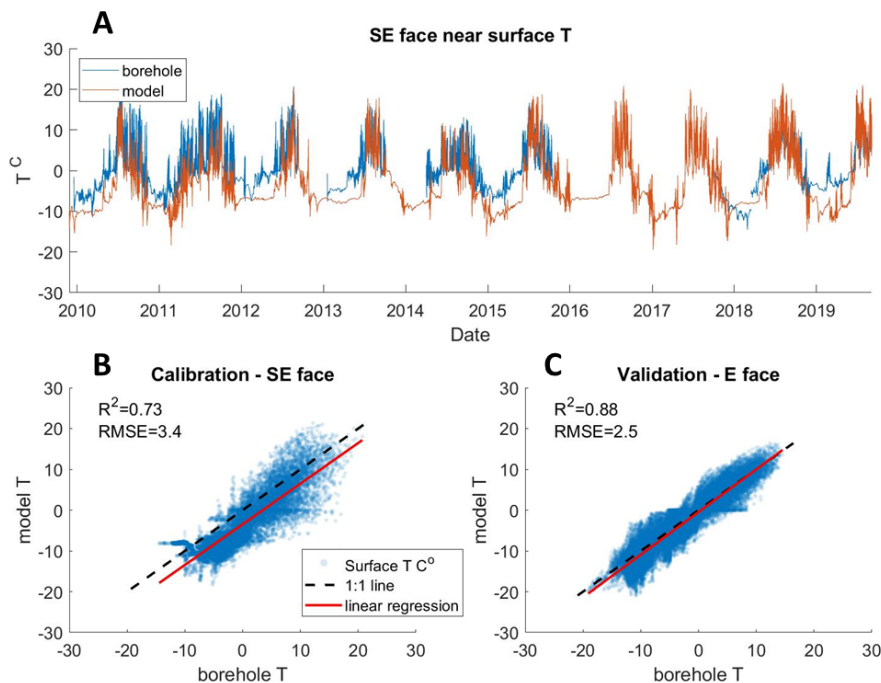 A
SE face near surface T
30
20
10
0
-10
-20
-30
T C
borehole
model
2010 2011 2012 2013 2014 2015 2016 2017 2018 2019
Date
B
Calibration - SE face
R²=0.73
RMSE=3.4
30
20
10
0
-10
-20
-30
model T
Surface T Cº
1:1 line
linear regression
-30 -20 -10 0 10 20 30
borehole T
C
Validation - E face
R²=0.88
RMSE=2.5
30
20
10
0
-10
-20
-30
model T
-30 -20 -10 0 10 20 30
borehole T